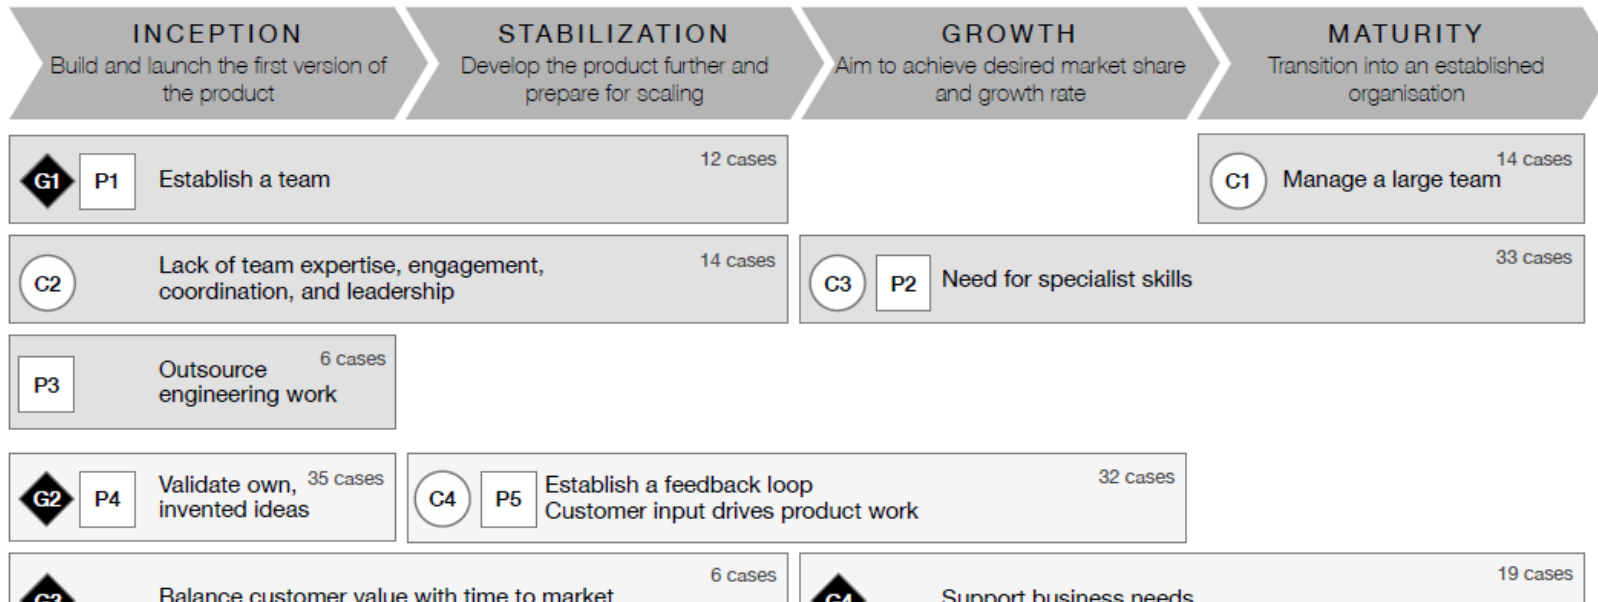 INCEPTION
Build and launch the first version of
the product
STABILIZATION
Develop the product further and
prepare for scaling
GROWTH
Aim to achieve desired market share
and growth rate
MATURITY
Transition into an established
organisation
G1 P1 Establish a team 12 cases
C1 Manage a large team 14 cases
C2
Lack of team expertise, engagement,
coordination, and leadership
14 cases
C3 P2 Need for specialist skills 33 cases
P3
Outsource
engineering work
6 cases
G2 P4
Validate own,
invented ideas
35 cases
C4 P5
Establish a feedback loop
Customer input drives product work
32 cases
G3 Balance customer value with time to market 6 cases
G4 Support business needs 19 cases